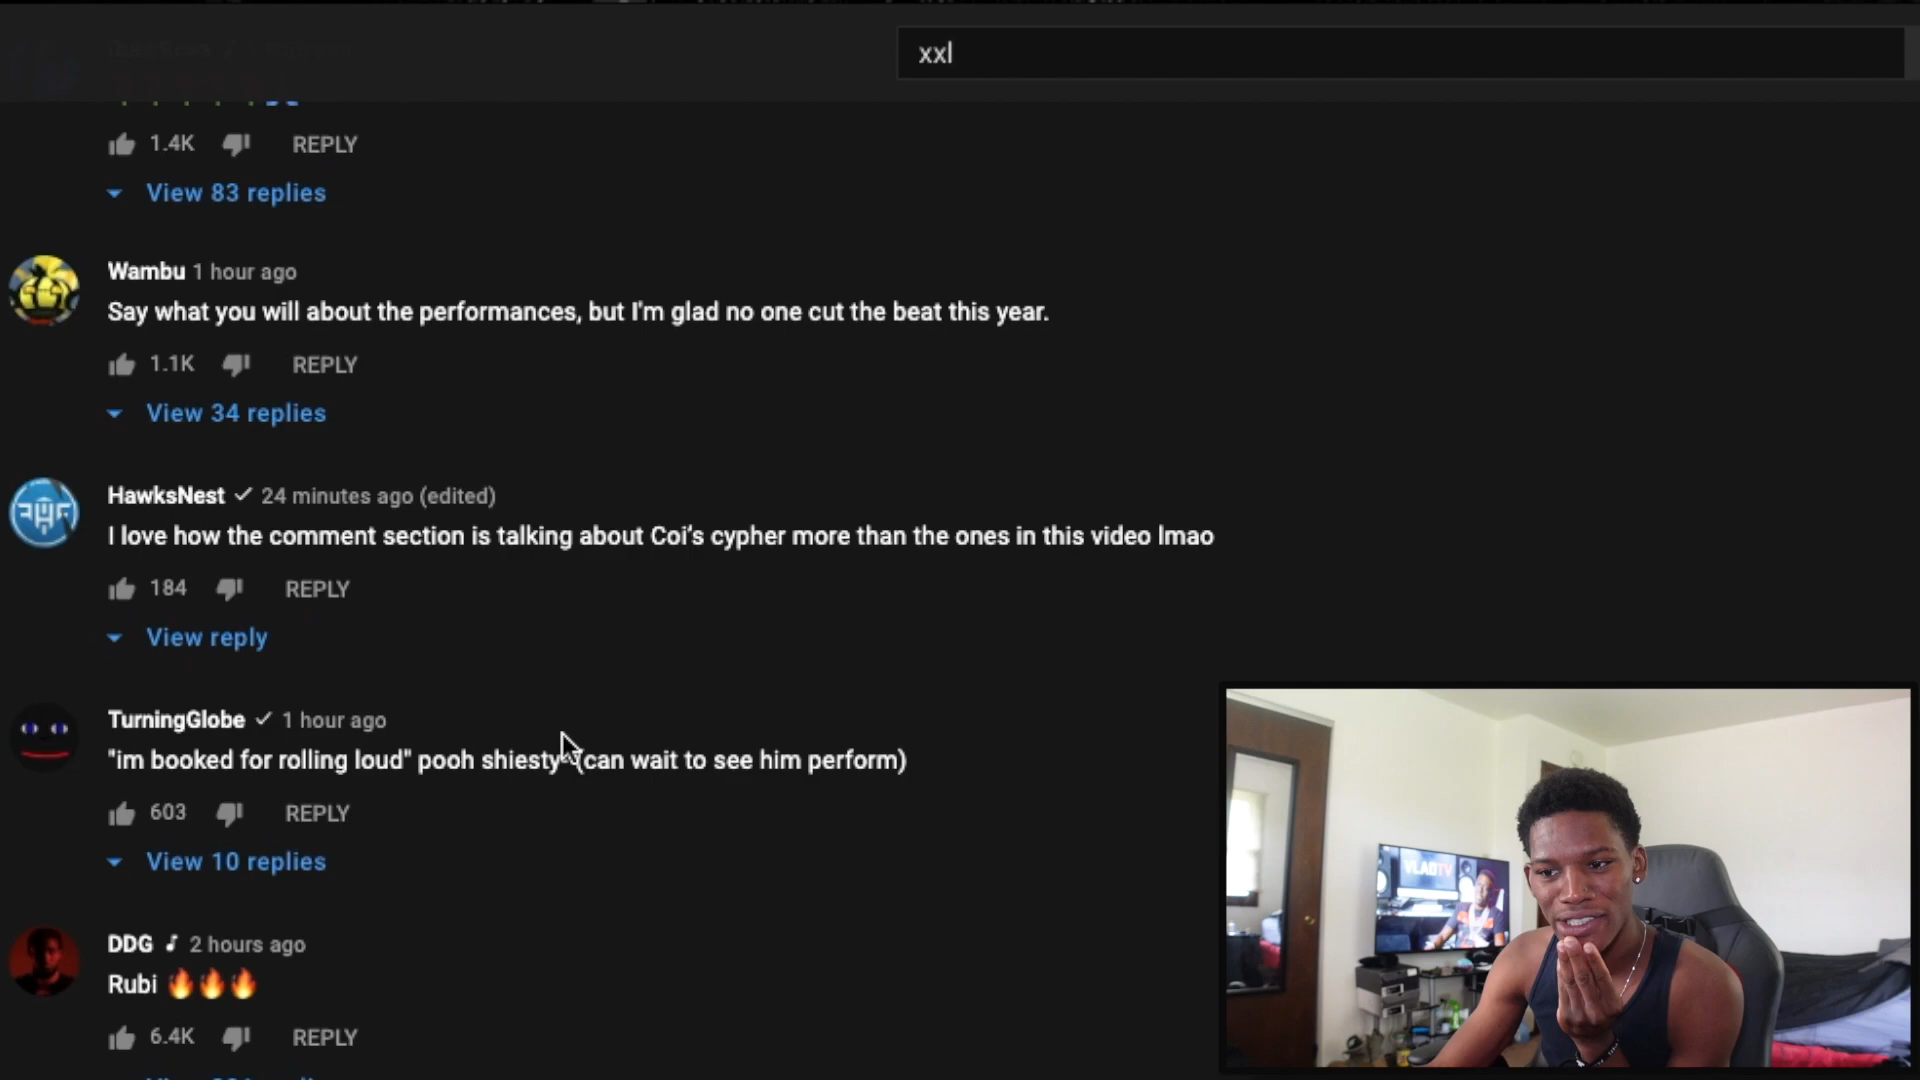 xxl
1.4K REPLY
View 83 replies
Wambu 1 hour ago
Say what you will about the performances, but I'm glad no one cut the beat this year.
1.1K REPLY
View 34 replies
HawksNest 24 minutes ago (edited)
I love how the comment section is talking about Coi's cypher more than the ones in this video lmao
184 REPLY
View reply
TurningGlobe 1 hour ago
"im booked for rolling loud" pooh shiesty (can wait to see him perform)
603 REPLY
View 10 replies
VLADTV
DDG 2 hours ago
Rubi 🔥🔥🔥
6.4K REPLY